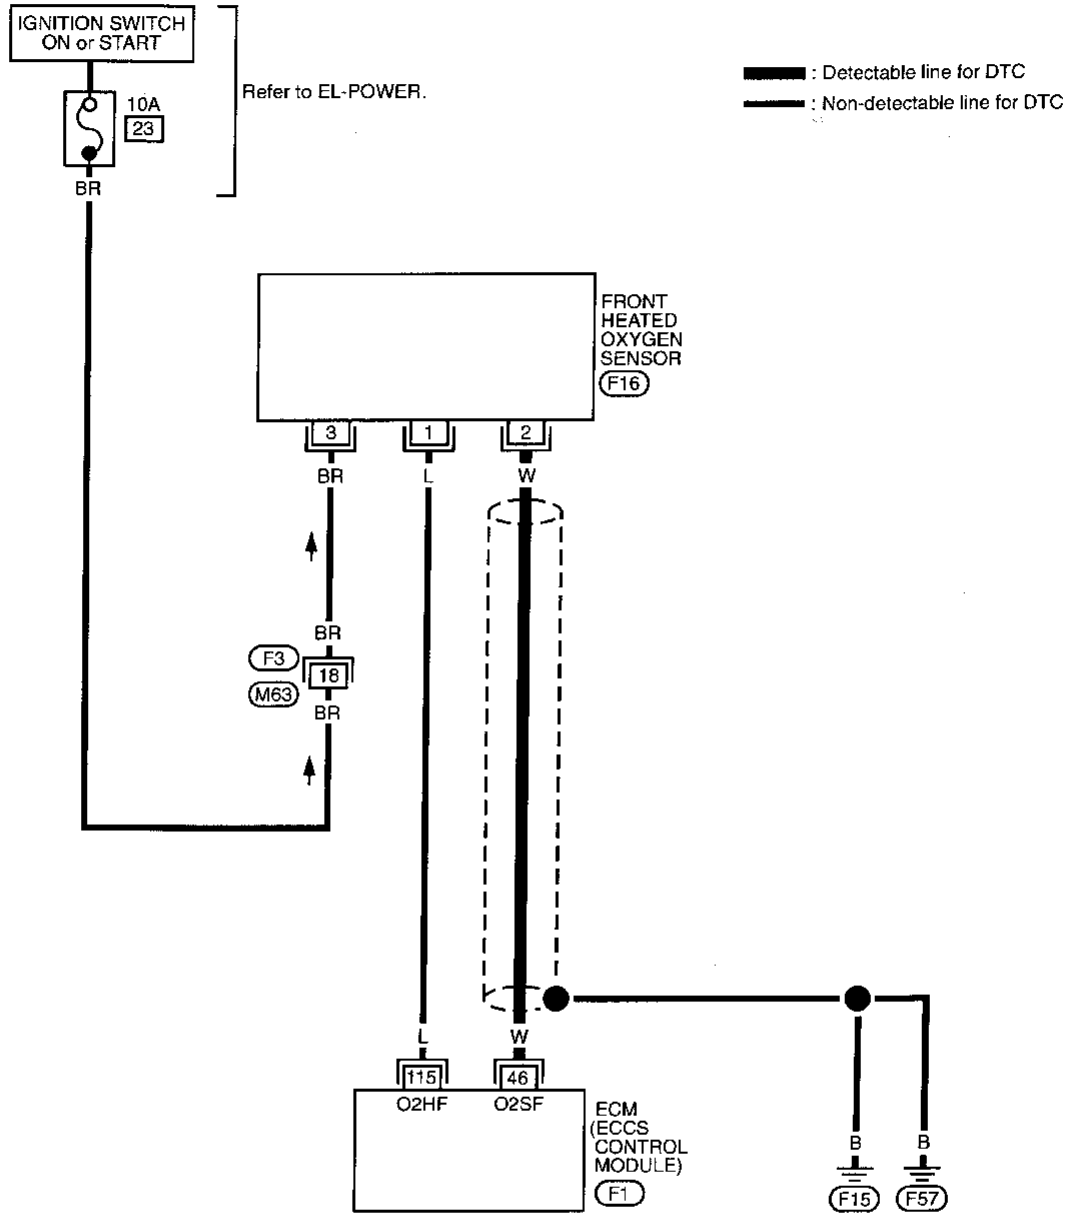 IGNITION SWITCH
ON or START
10A
23
Refer to EL-POWER.
: Detectable line for DTC
: Non-detectable line for DTC
BR
FRONT
HEATED
OXYGEN
SENSOR
F16
3
1
2
BR
L
W
BR
F3
18
M63
BR
L
W
115
46
O2HF
O2SF
ECM
(ECCS
CONTROL
MODULE)
F1
B
B
F15
F57